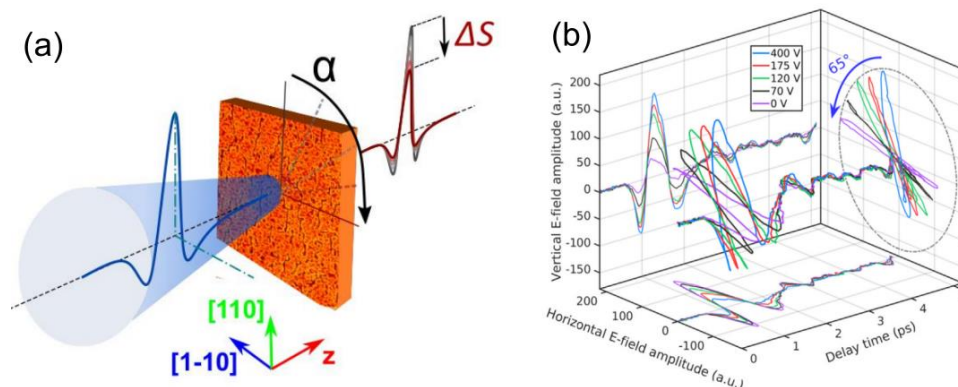 (a)
ΔS
α
[110]
[1-10]
z
(b)
400 V
175 V
120 V
70 V
0 V
65°
Vertical E-field amplitude (a.u.)
200
150
100
50
0
-50
-100
-150
Horizontal E-field amplitude (a.u.)
200
100
0
-100
Delay time (ps)
0
1
2
3
4